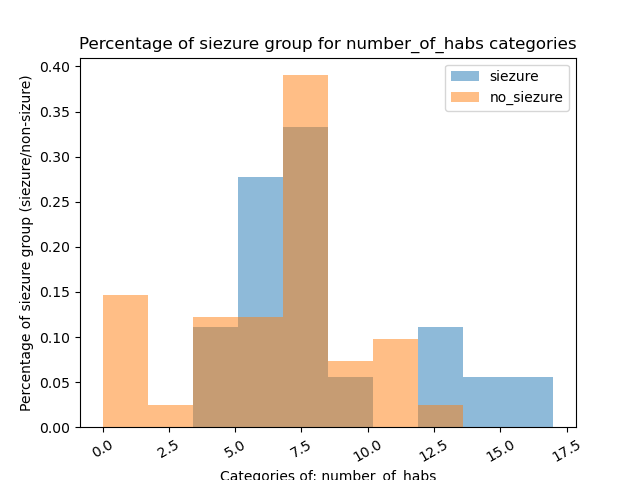 Percentage of siezure group for number_of_habs categories
siezure
no_siezure
Percentage of siezure group (siezure/non-sizure)
0.40
0.35
0.30
0.25
0.20
0.15
0.10
0.05
0.00
0.0 2.5 5.0 7.5 10.0 12.5 15.0 17.5
Categories of: number_of_habs